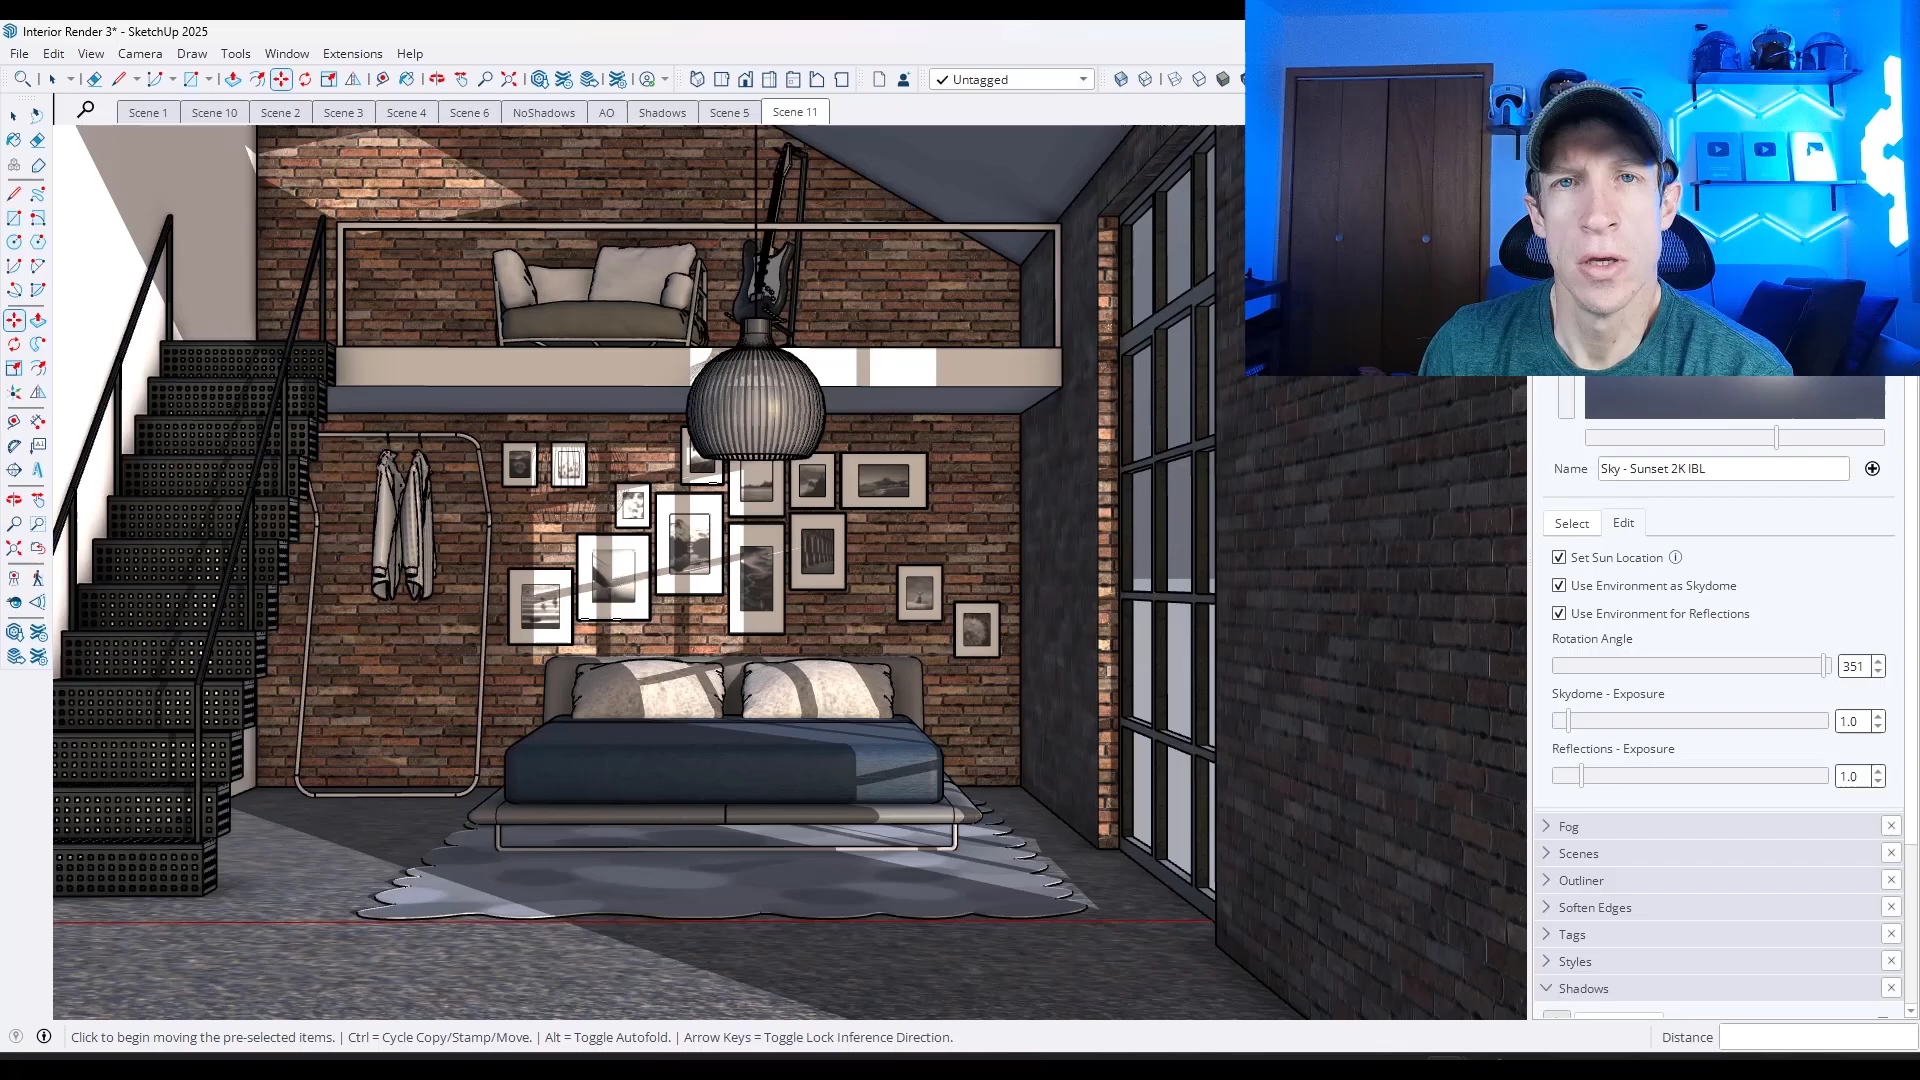 Interior Render 3* - SketchUp 2025
File Edit View Camera Draw Tools Window Extensions Help
Untagged
Scene 1 Scene 10 Scene 2 Scene 3 Scene 4 Scene 6 NoShadows AO Shadows Scene 5 Scene 11
Name Sky - Sunset 2K IBL
Select Edit
Set Sun Location
Use Environment as Skydome
Use Environment for Reflections
Rotation Angle
351
Skydome - Exposure
1.0
Reflections - Exposure
1.0
Fog
Scenes
Outliner
Soften Edges
Tags
Styles
Shadows
Click to begin moving the pre-selected items. | Ctrl = Cycle Copy/Stamp/Move. | Alt = Toggle Autofold. | Arrow Keys = Toggle Lock Inference Direction.
Distance